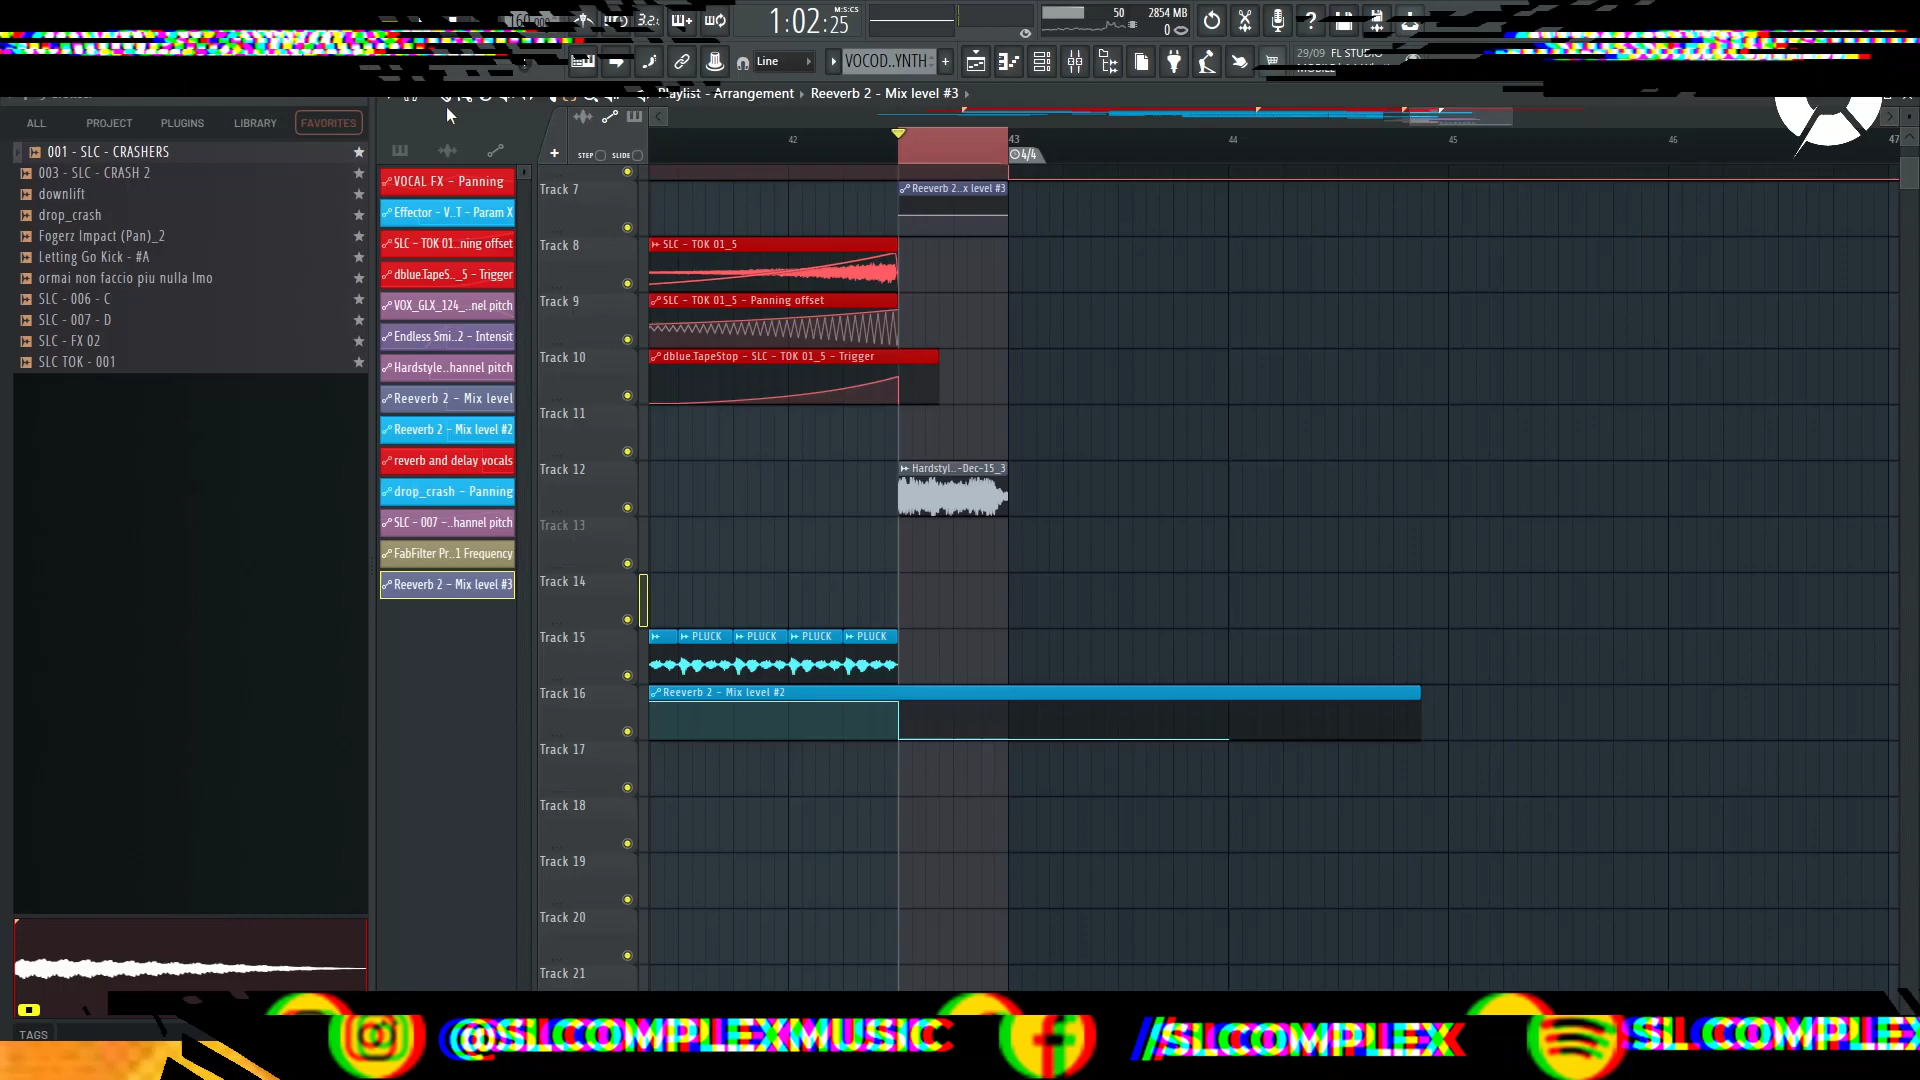 160.000
3.2.
1:02:25
M:S:CS
50
2854 MB
0
Line
VOCOD..YNTH
29/09 FL STUDIO
MOBILE
Playlist - Arrangement › Reeverb 2 - Mix level #3 ›
ALL
PROJECT
PLUGINS
LIBRARY
FAVORITES
001 - SLC - CRASHERS
003 - SLC - CRASH 2
downlift
drop_crash
Fogerz Impact (Pan)_2
Letting Go Kick - #A
ormai non faccio piu nulla lmo
SLC - 006 - C
SLC - 007 - D
SLC - FX 02
SLC TOK - 001
TAGS
VOCAL FX - Panning
Effector - V..T - Param X
SLC - TOK 01..ning offset
dblue.TapeS.._5 - Trigger
VOX_GLX_124_..nel pitch
Endless Smi..2 - Intensit
Hardstyle..hannel pitch
Reeverb 2 - Mix level
Reeverb 2 - Mix level #2
reverb and delay vocals
drop_crash - Panning
SLC - 007 -..hannel pitch
FabFilter Pr..1 Frequency
Reeverb 2 - Mix level #3
STEP
SLIDE
42
43
44
45
46
47
4/4
Track 7
Reeverb 2..x level #3
Track 8
SLC - TOK 01_5
Track 9
SLC - TOK 01_5 - Panning offset
Track 10
dblue.TapeStop - SLC - TOK 01_5 - Trigger
Track 11
Track 12
Hardstyl..-Dec-15_3
Track 13
Track 14
Track 15
PLUCK
PLUCK
PLUCK
PLUCK
Track 16
Reeverb 2 - Mix level #2
Track 17
Track 18
Track 19
Track 20
Track 21
@SLCOMPLEXMUSIC
//SLCOMPLEX
SLCOMPLEX